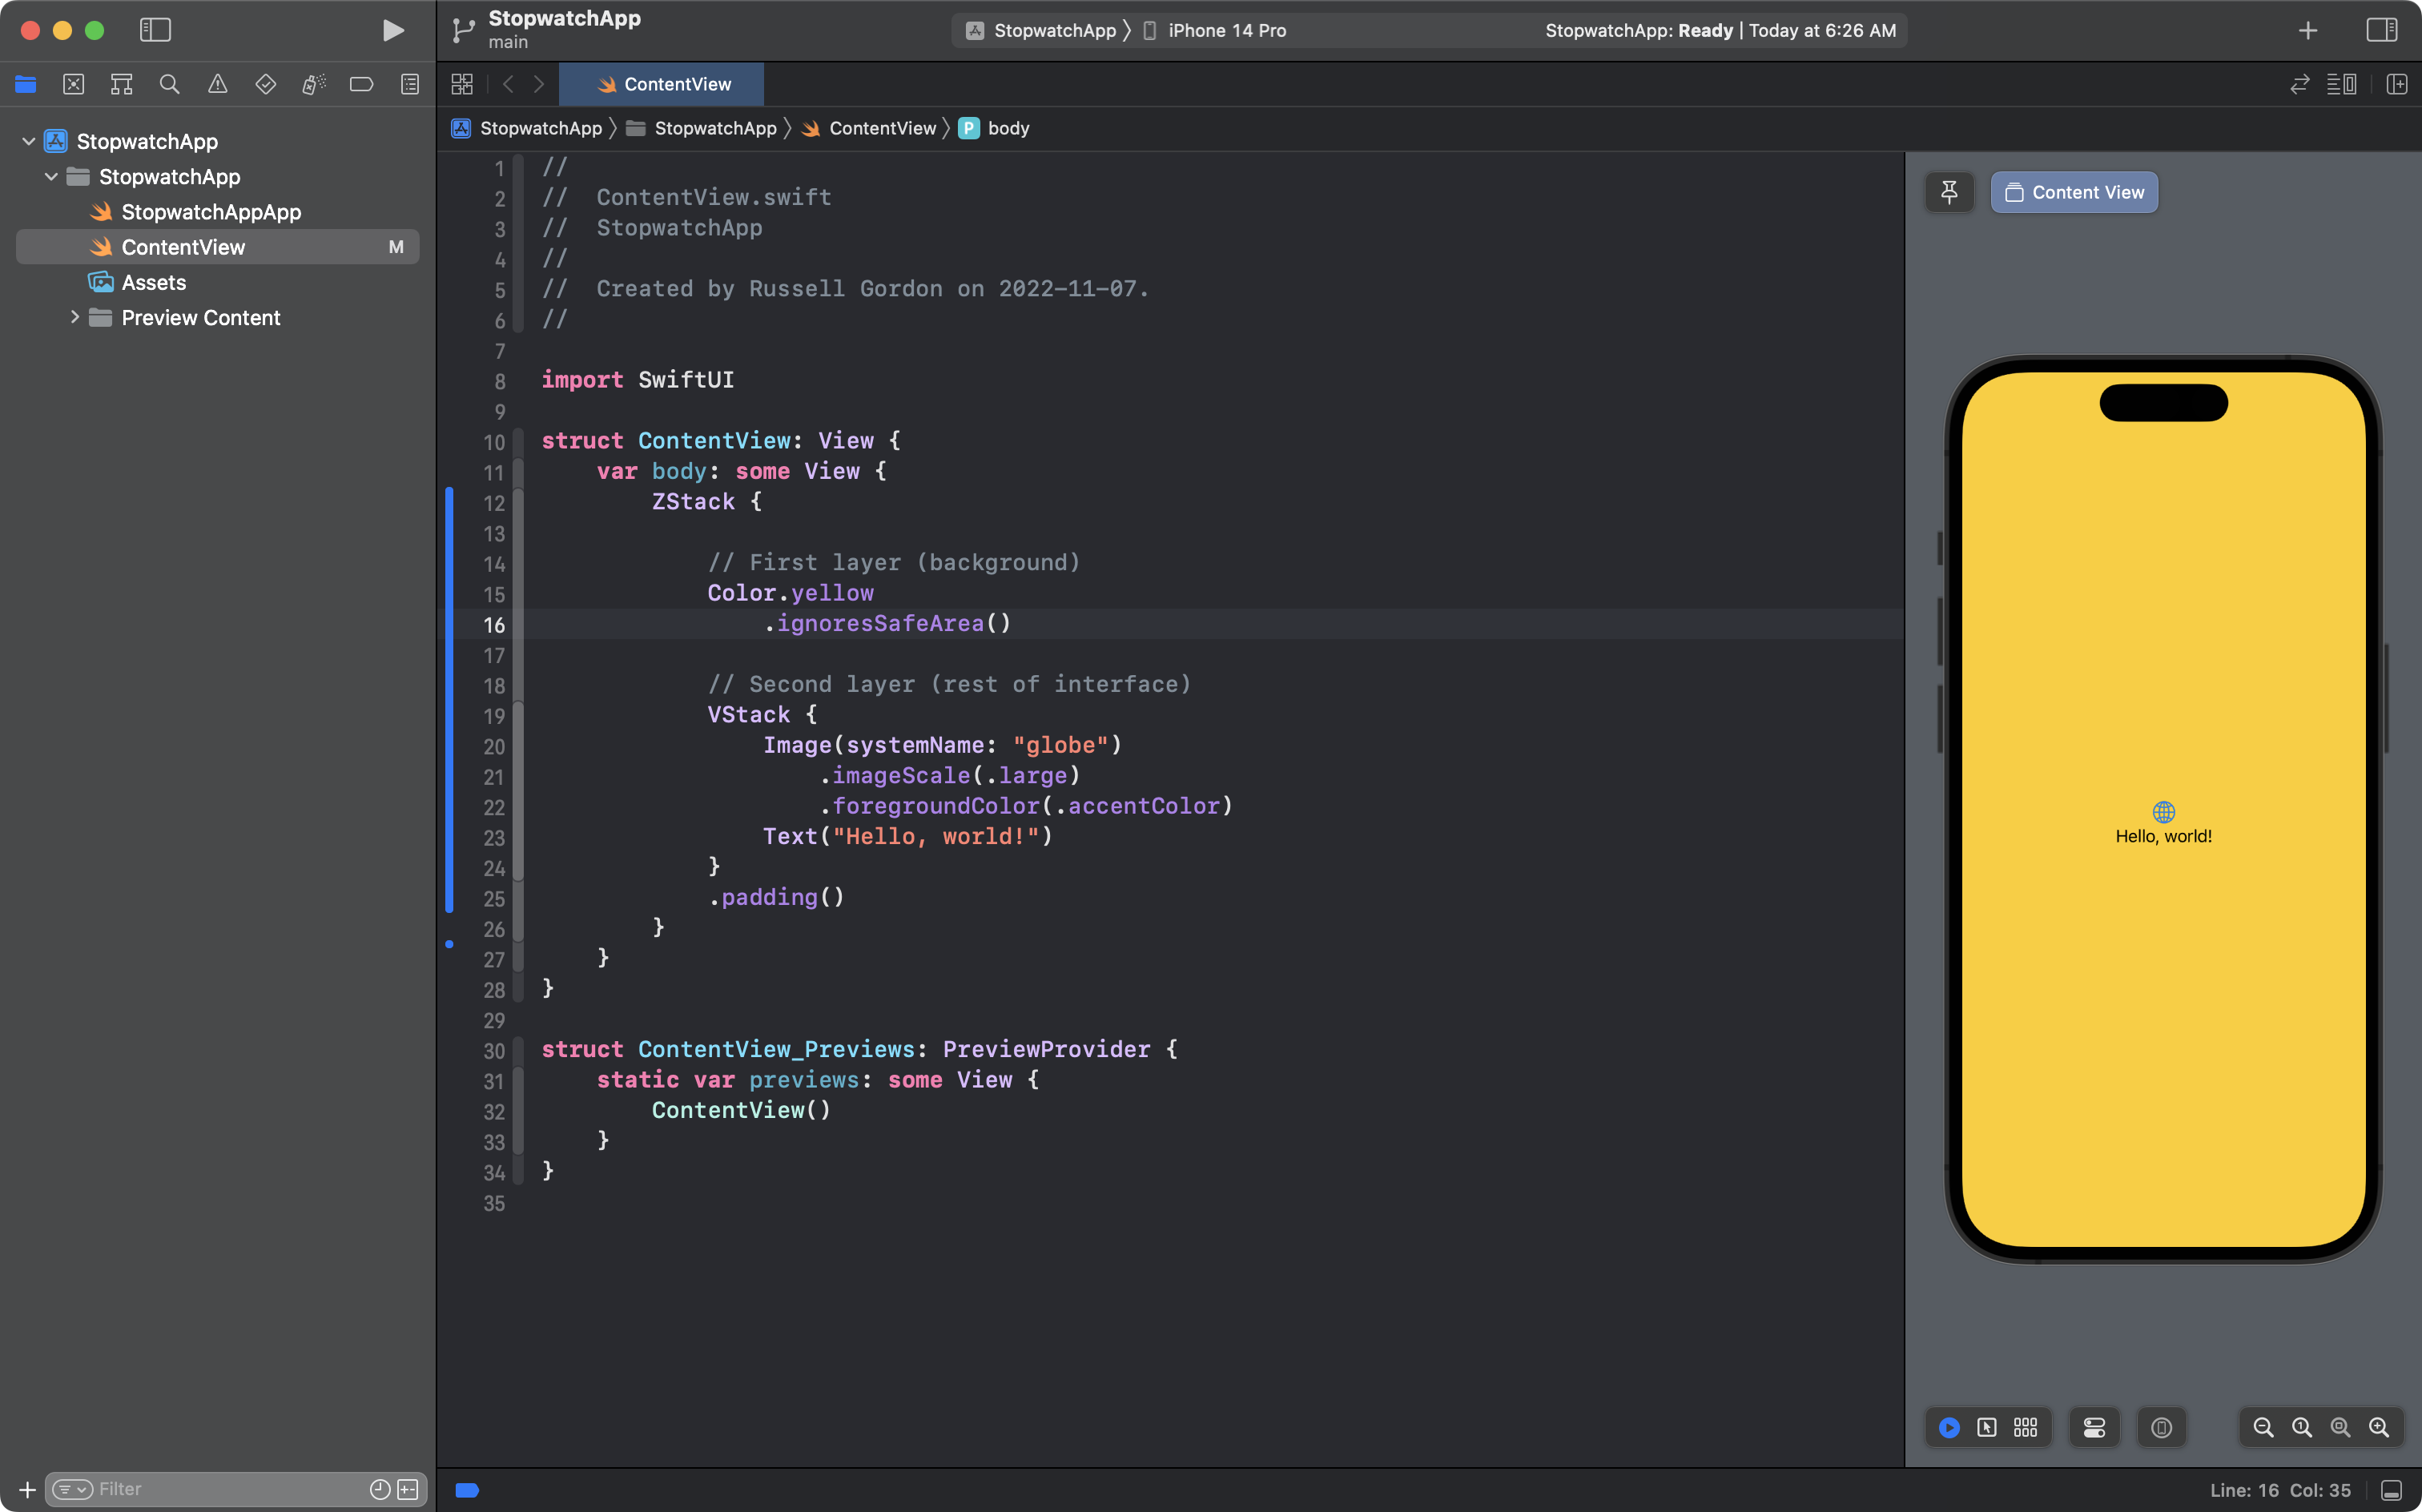 StopwatchApp
main
StopwatchApp
iPhone 14 Pro
StopwatchApp: Ready | Today at 6:26 AM
ContentView
StopwatchApp
StopwatchApp
ContentView
P body
StopwatchApp
StopwatchApp
StopwatchAppApp
ContentView M
Assets
Preview Content
1 //
2 //  ContentView.swift
3 //  StopwatchApp
4 //
5 //  Created by Russell Gordon on 2022-11-07.
6 //
7
8 import SwiftUI
9
10 struct ContentView: View {
11     var body: some View {
12         ZStack {
13
14             // First layer (background)
15             Color.yellow
16                 .ignoresSafeArea()
17
18             // Second layer (rest of interface)
19             VStack {
20                 Image(systemName: "globe")
21                     .imageScale(.large)
22                     .foregroundColor(.accentColor)
23                 Text("Hello, world!")
24             }
25             .padding()
26         }
27     }
28 }
29
30 struct ContentView_Previews: PreviewProvider {
31     static var previews: some View {
32         ContentView()
33     }
34 }
35
Content View
Hello, world!
Filter
Line: 16 Col: 35